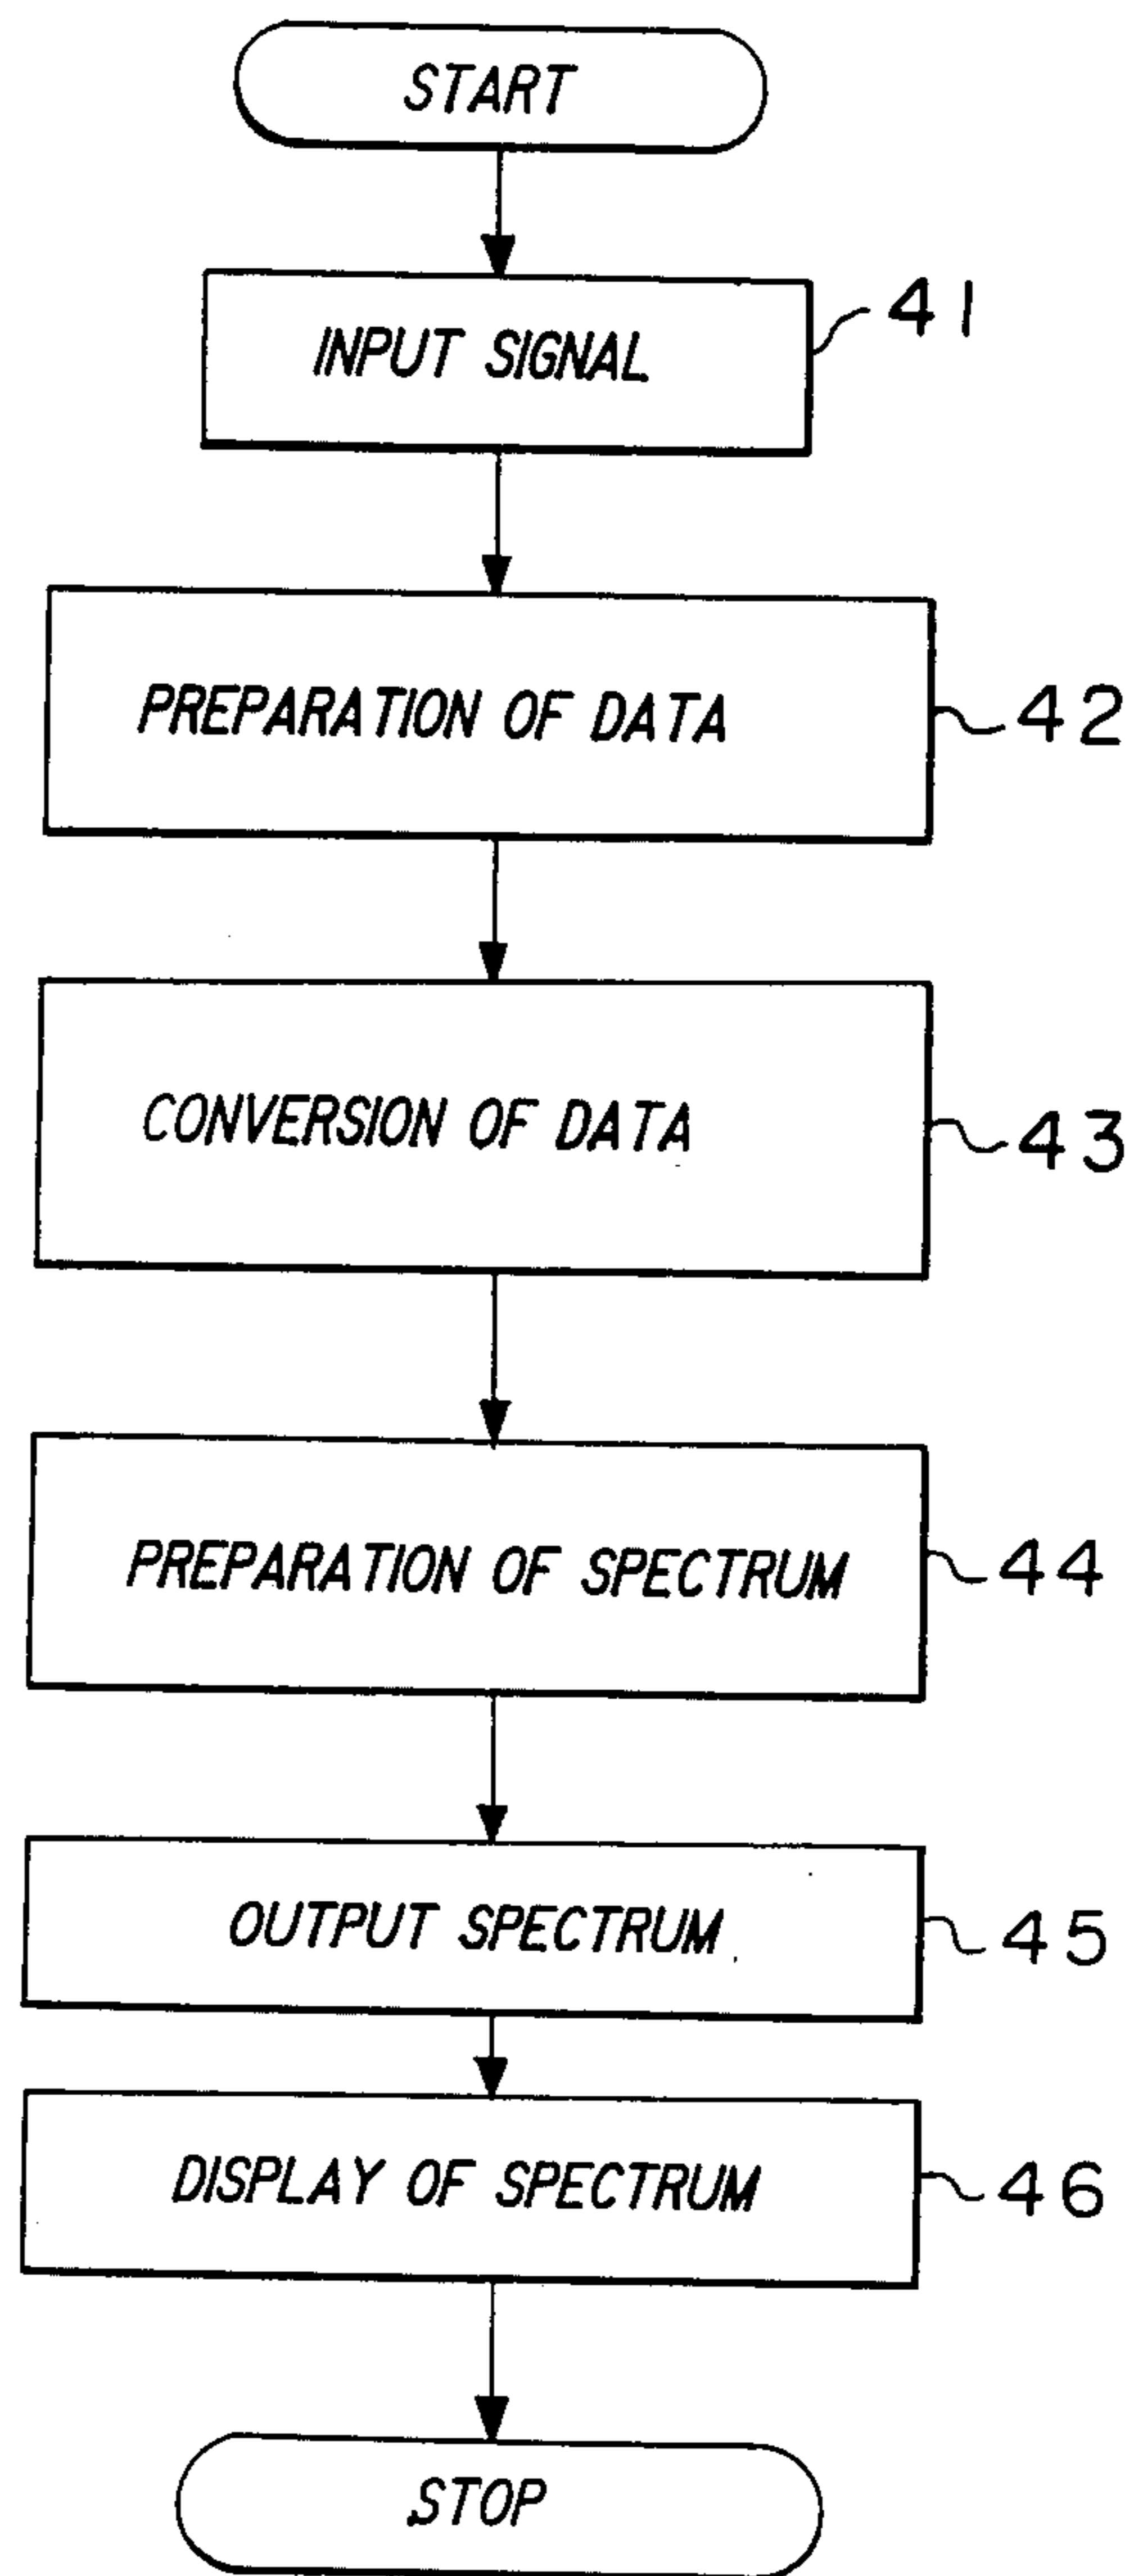 START
INPUT SIGNAL
41
PREPARATION OF DATA
42
CONVERSION OF DATA
43
PREPARATION OF SPECTRUM
44
OUTPUT SPECTRUM
45
DISPLAY OF SPECTRUM
46
STOP